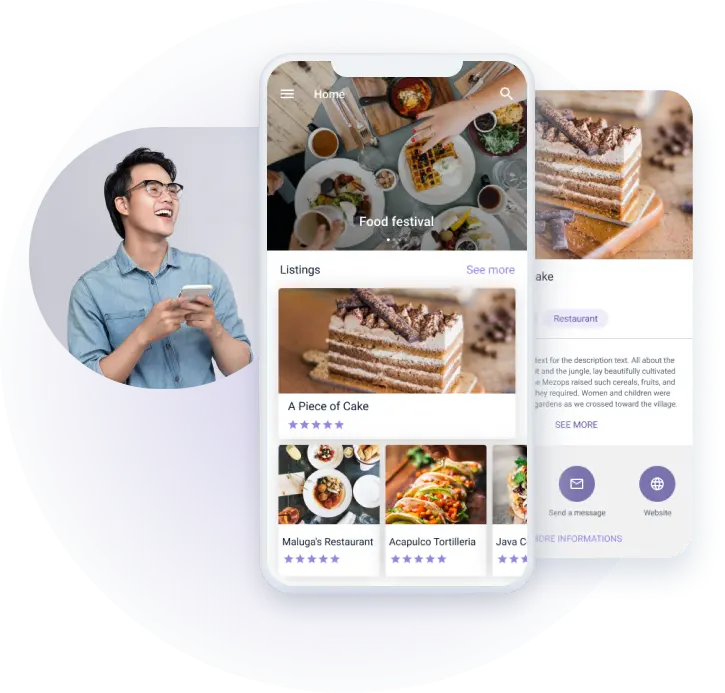 Home
Food festival
Listings
See more
A Piece of Cake
Maluga's Restaurant
Acapulco Tortilleria
Java C
ake
Restaurant
text for the description text. All about the
and the jungle, lay beautifully cultivated
Mezops raised such cereals, fruits, and
they required. Women and children were
gardens as we crossed toward the village.
SEE MORE
Send a message
Website
MORE INFORMATIONS